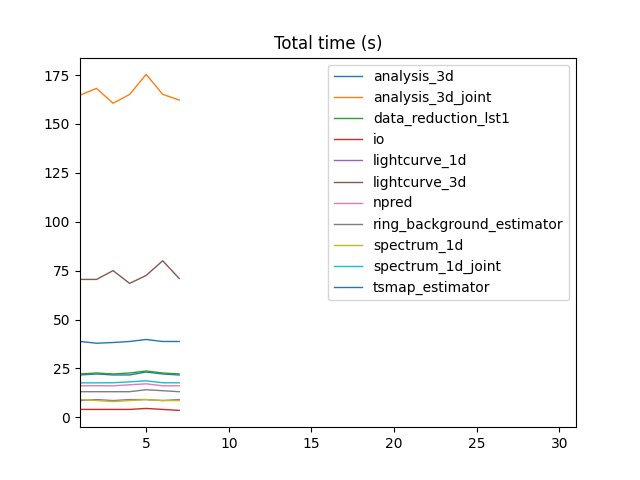 Total time (s)
175
150
125
100
75
50
25
0
5
10
15
20
25
30
analysis_3d
analysis_3d_joint
data_reduction_lst1
io
lightcurve_1d
lightcurve_3d
npred
ring_background_estimator
spectrum_1d
spectrum_1d_joint
tsmap_estimator